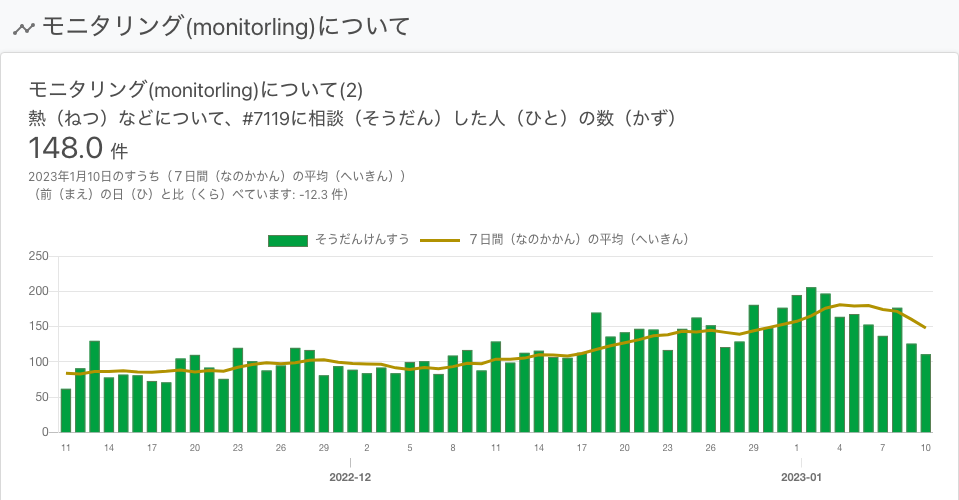 モニタリング(monitorling)について
モニタリング(monitorling)について(2)
熱（ねつ）などについて、#7119に相談（そうだん）した人（ひと）の数（かず）
148.0 件
2023年1月10日のすうち（７日間（なのかかん）の平均（へいきん））
（前（まえ）の日（ひ）と比（くら）べています: -12.3 件）
そうだんけんすう ７日間（なのかかん）の平均（へいきん）
250
200
150
100
50
0
11 14 17 20 23 26 29 2 5 8 11 14 17 20 23 26 29 1 4 7 10
2022-12 2023-01